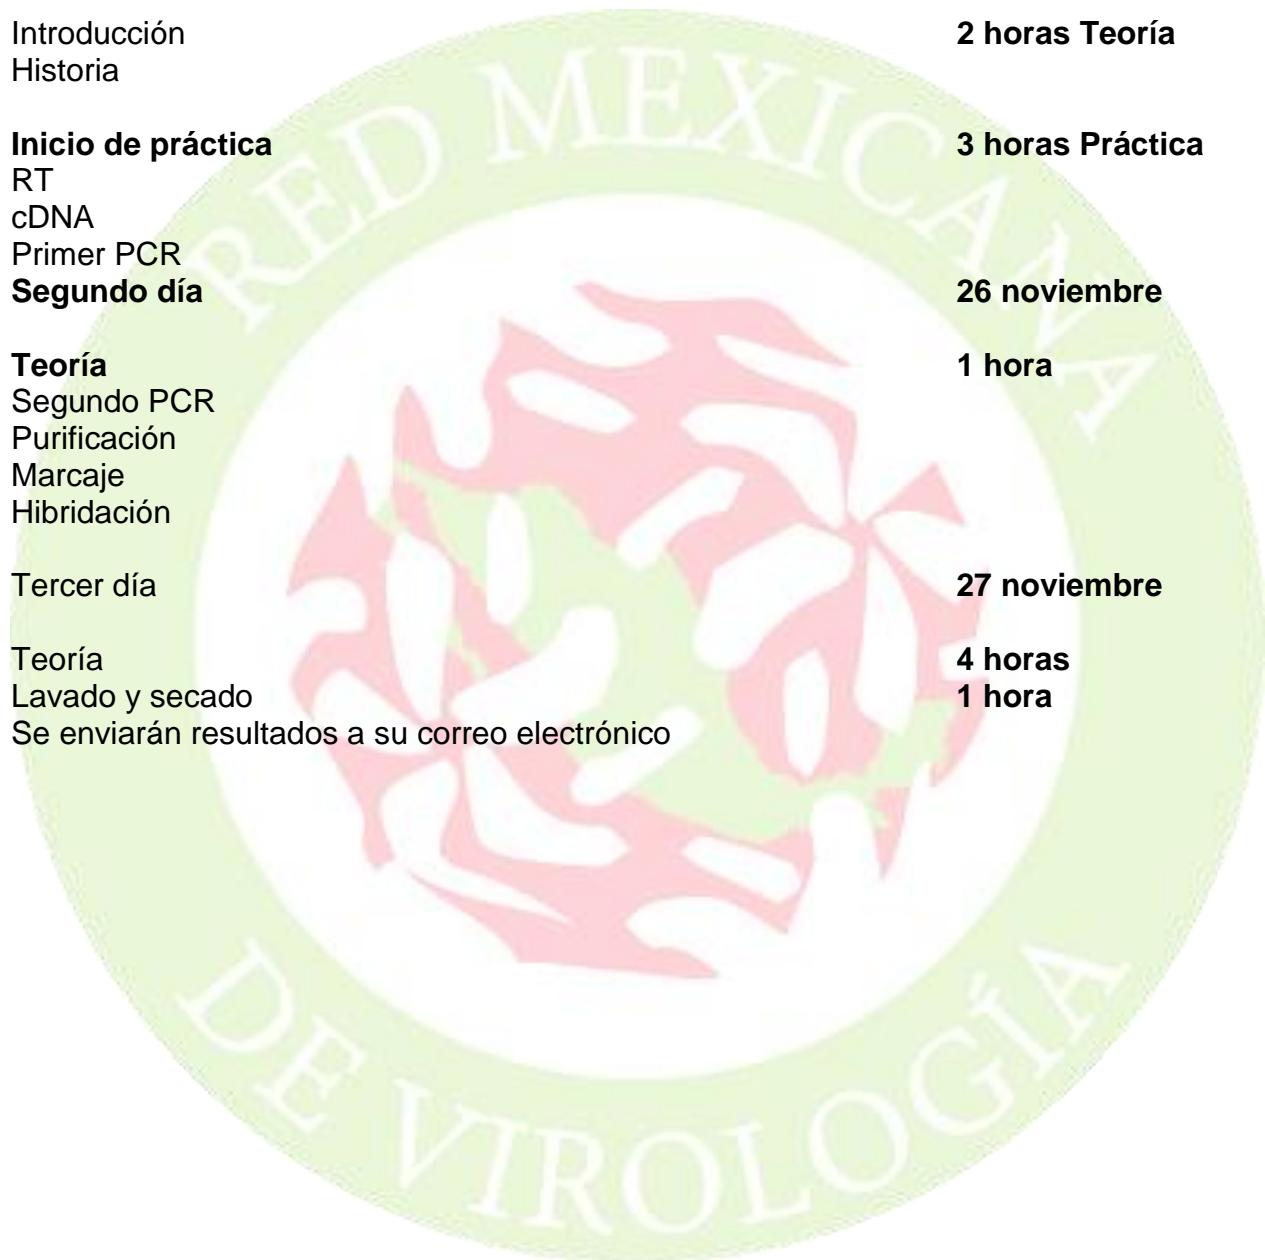 Introducción 2 horas Teoría
Historia
Inicio de práctica 3 horas Práctica
RT
cDNA
Primer PCR
Segundo día 26 noviembre
Teoría 1 hora
Segundo PCR
Purificación
Marcaje
Hibridación
Tercer día 27 noviembre
Teoría 4 horas
Lavado y secado 1 hora
Se enviarán resultados a su correo electrónico
RED MEXICANA
DE VIROLOGÍA